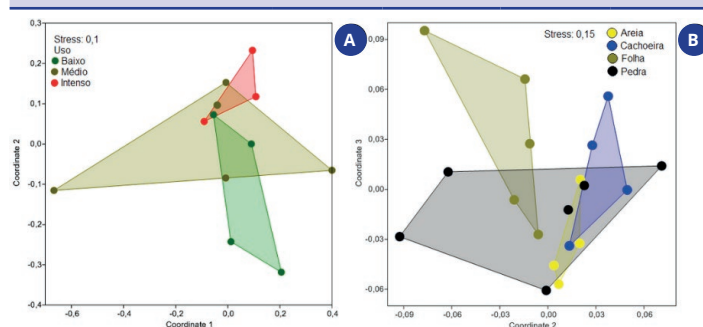 A
Stress: 0,1
Uso
Baixo
Médio
Intenso
0,3
0,2
0,1
0,0
-0,1
-0,2
-0,3
-0,4
Coordinate 2
-0,6
-0,4
-0,2
0,0
0,2
0,4
Coordinate 1
B
Stress: 0,15
Areia
Cachoeira
Folha
Pedra
0,09
0,06
0,03
0,00
-0,03
-0,06
Coordinate 3
-0,09
-0,06
-0,03
0,00
0,03
0,06
Coordinate 2